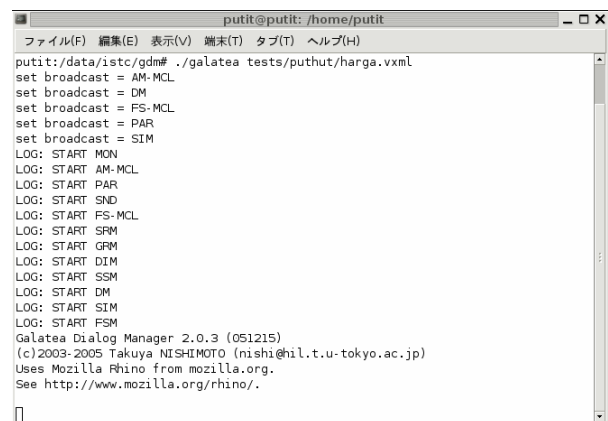 putit@putit: /home/putit
ファイル(F) 編集(E) 表示(V) 端末(T) タブ(T) ヘルプ(H)
putit:/data/istc/gdm# ./galatea tests/puthut/harga.vxml
set broadcast = AM-MCL
set broadcast = DM
set broadcast = FS-MCL
set broadcast = PAR
set broadcast = SIM
LOG: START MON
LOG: START AM-MCL
LOG: START PAR
LOG: START SND
LOG: START FS-MCL
LOG: START SRM
LOG: START GRM
LOG: START DIM
LOG: START SSM
LOG: START DM
LOG: START SIM
LOG: START FSM
Galatea Dialog Manager 2.0.3 (051215)
(c)2003-2005 Takuya NISHIMOTO (nishi@hil.t.u-tokyo.ac.jp)
Uses Mozilla Rhino from mozilla.org.
See http://www.mozilla.org/rhino/.